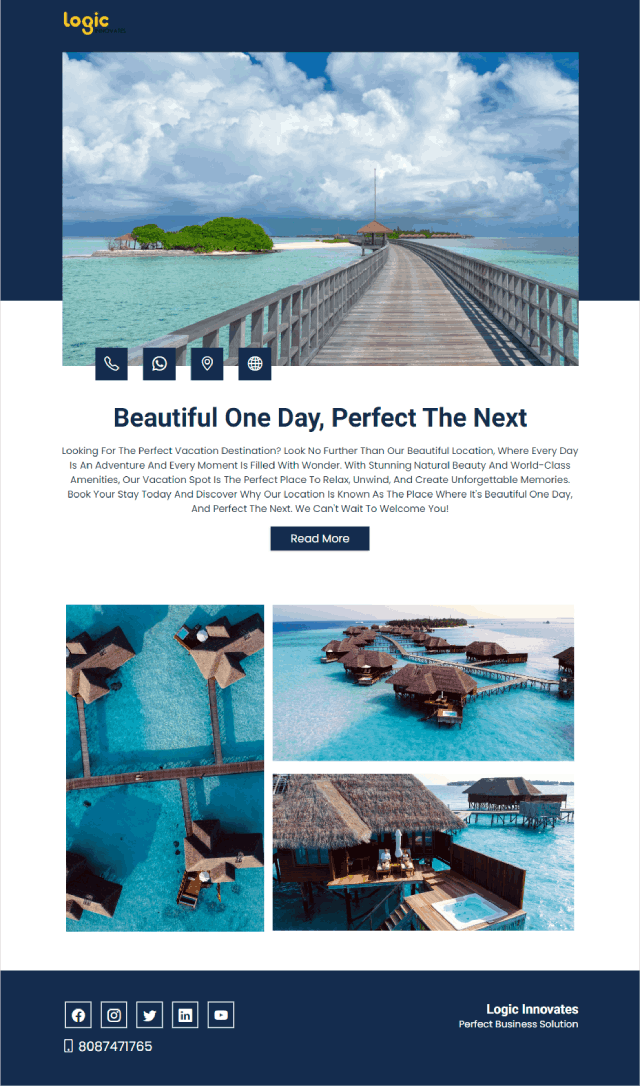 logic
Beautiful One Day, Perfect The Next
Looking For The Perfect Vacation Destination? Look No Further Than Our Beautiful Location, Where Every Day
Is An Adventure And Every Moment Is Filled With Wonder. With Stunning Natural Beauty And World-Class
Amenities, Our Vacation Spot Is The Perfect Place To Relax, Unwind, And Create Unforgettable Memories.
Book Your Stay Today And Discover Why Our Location Is Known As The Place Where It's Beautiful One Day,
And Perfect The Next. We Can't Wait To Welcome You!
Read More
Logic Innovates
Perfect Business Solution
8087471765